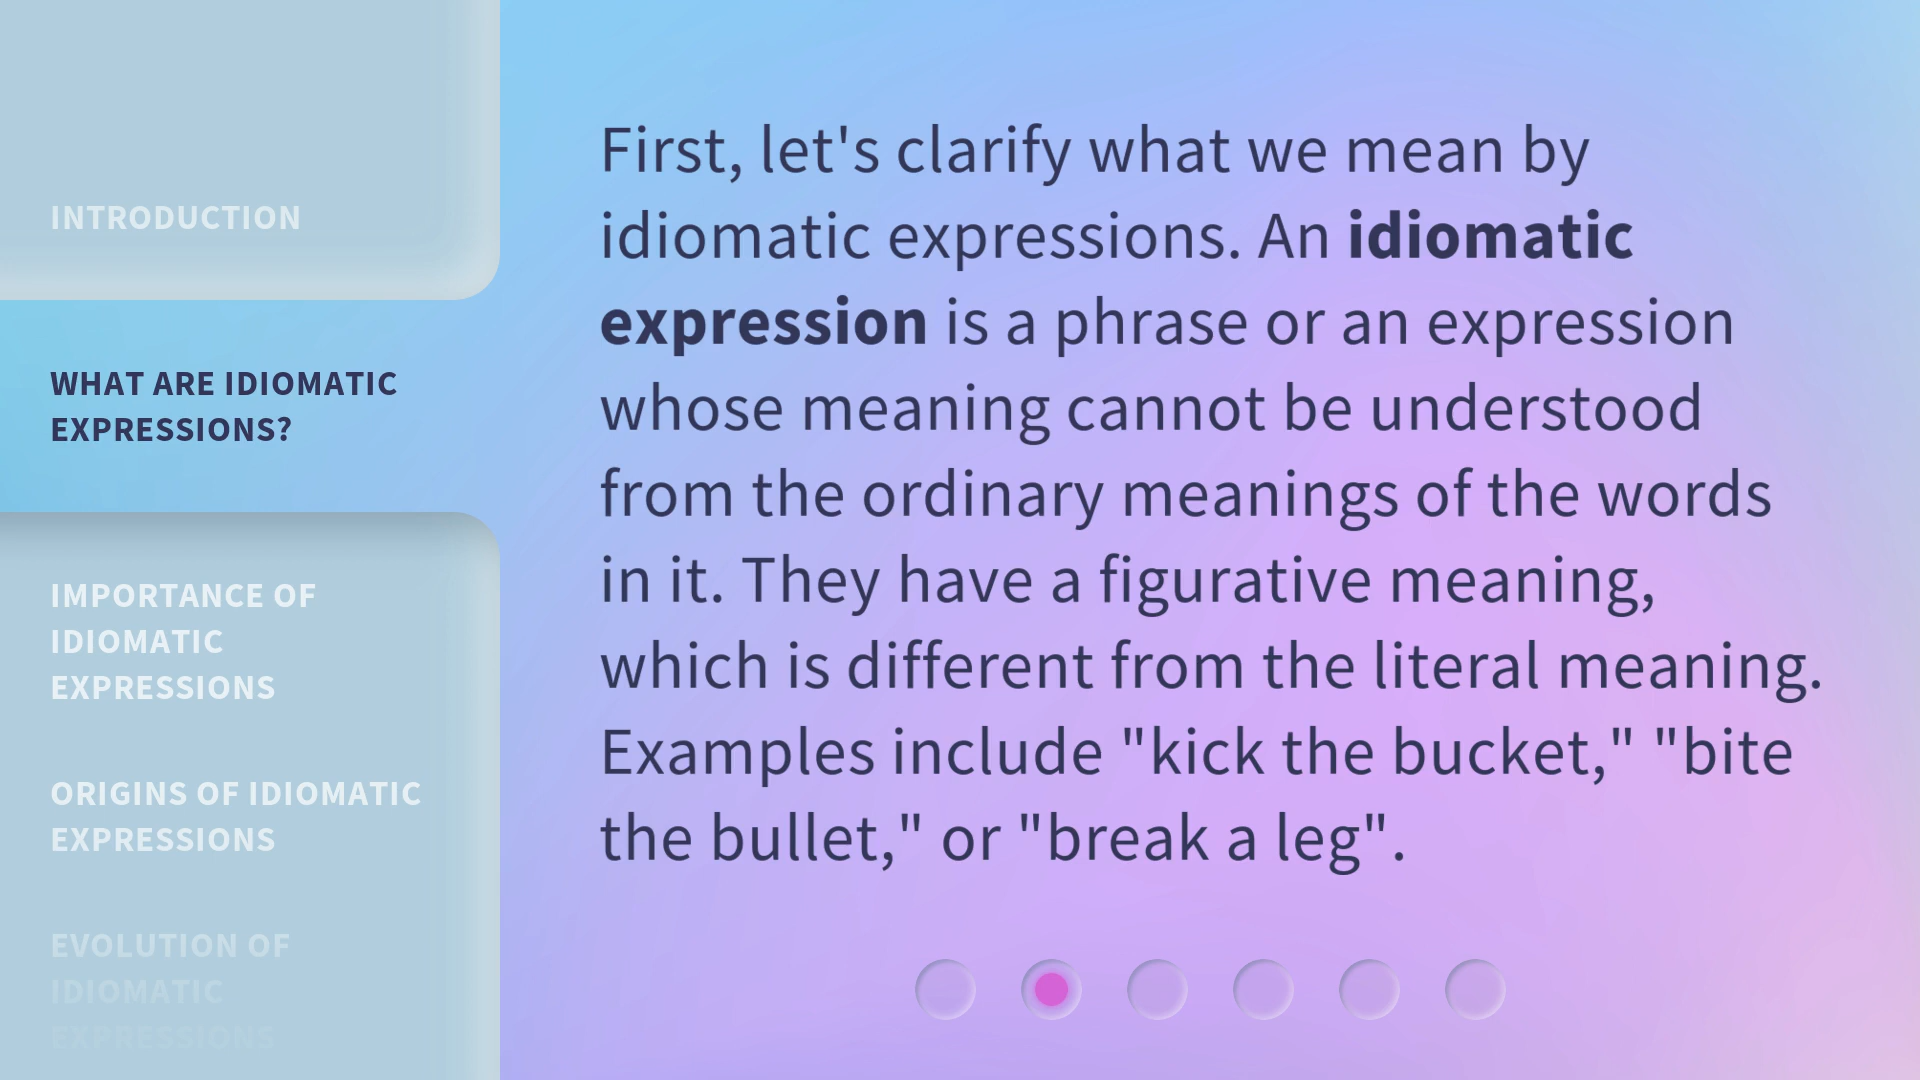 INTRODUCTION
WHAT ARE IDIOMATIC
EXPRESSIONS?
IMPORTANCE OF
IDIOMATIC
EXPRESSIONS
ORIGINS OF IDIOMATIC
EXPRESSIONS
EVOLUTION OF
IDIOMATIC
EXPRESSIONS
First, let's clarify what we mean by
idiomatic expressions. An idiomatic
expression is a phrase or an expression
whose meaning cannot be understood
from the ordinary meanings of the words
in it. They have a figurative meaning,
which is different from the literal meaning.
Examples include "kick the bucket," "bite
the bullet," or "break a leg".